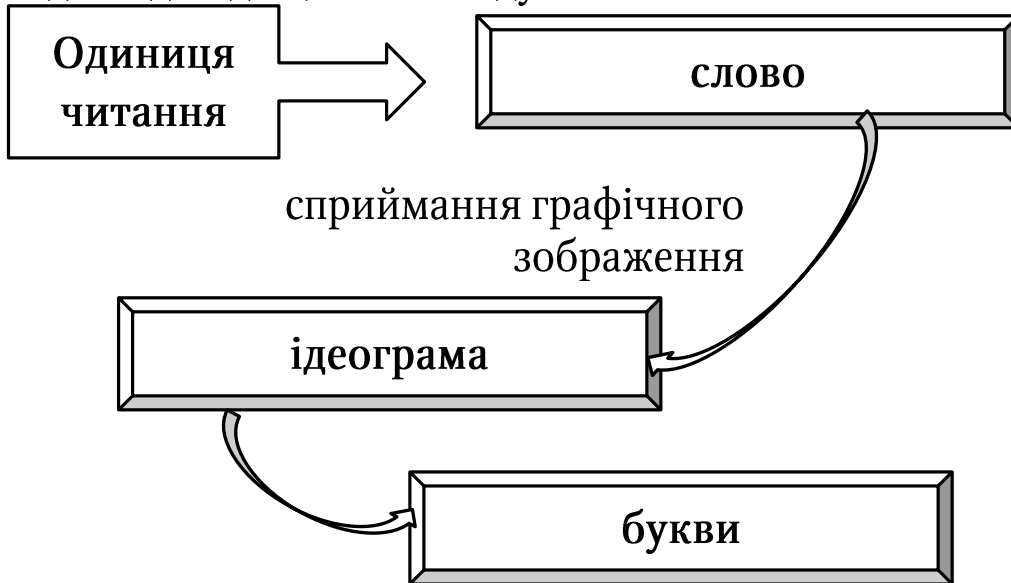 Одиниця
читання
слово
сприймання графічного
зображення
ідеограма
букви